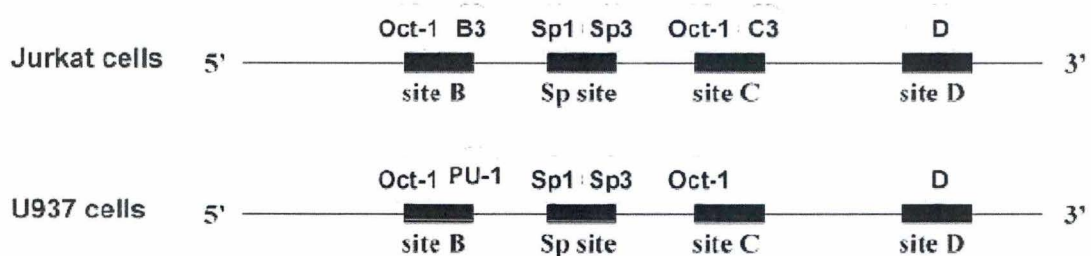 Oct-1 B3 Sp1 Sp3 Oct-1 C3 D
Jurkat cells 5' 3'
site B Sp site site C site D
Oct-1 PU-1 Sp1 Sp3 Oct-1 D
U937 cells 5' 3'
site B Sp site site C site D